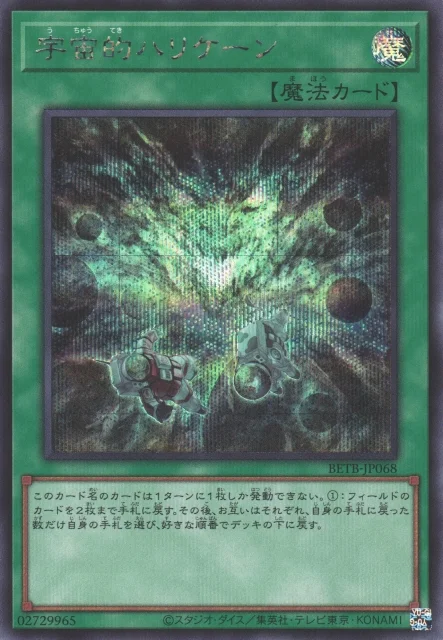 宇宙的ハリケーン
魔
【魔法カード】
BETB-JP068
このカード名のカードは1ターンに1枚しか発動できない。①：フィールドの
カードを2枚まで手札に戻す。その後、お互いはそれぞれ、自身の手札に戻った
数だけ自身の手札を選び、好きな順番でデッキの下に戻す。
02729965
©スタジオ・ダイス／集英社・テレビ東京・KONAMI